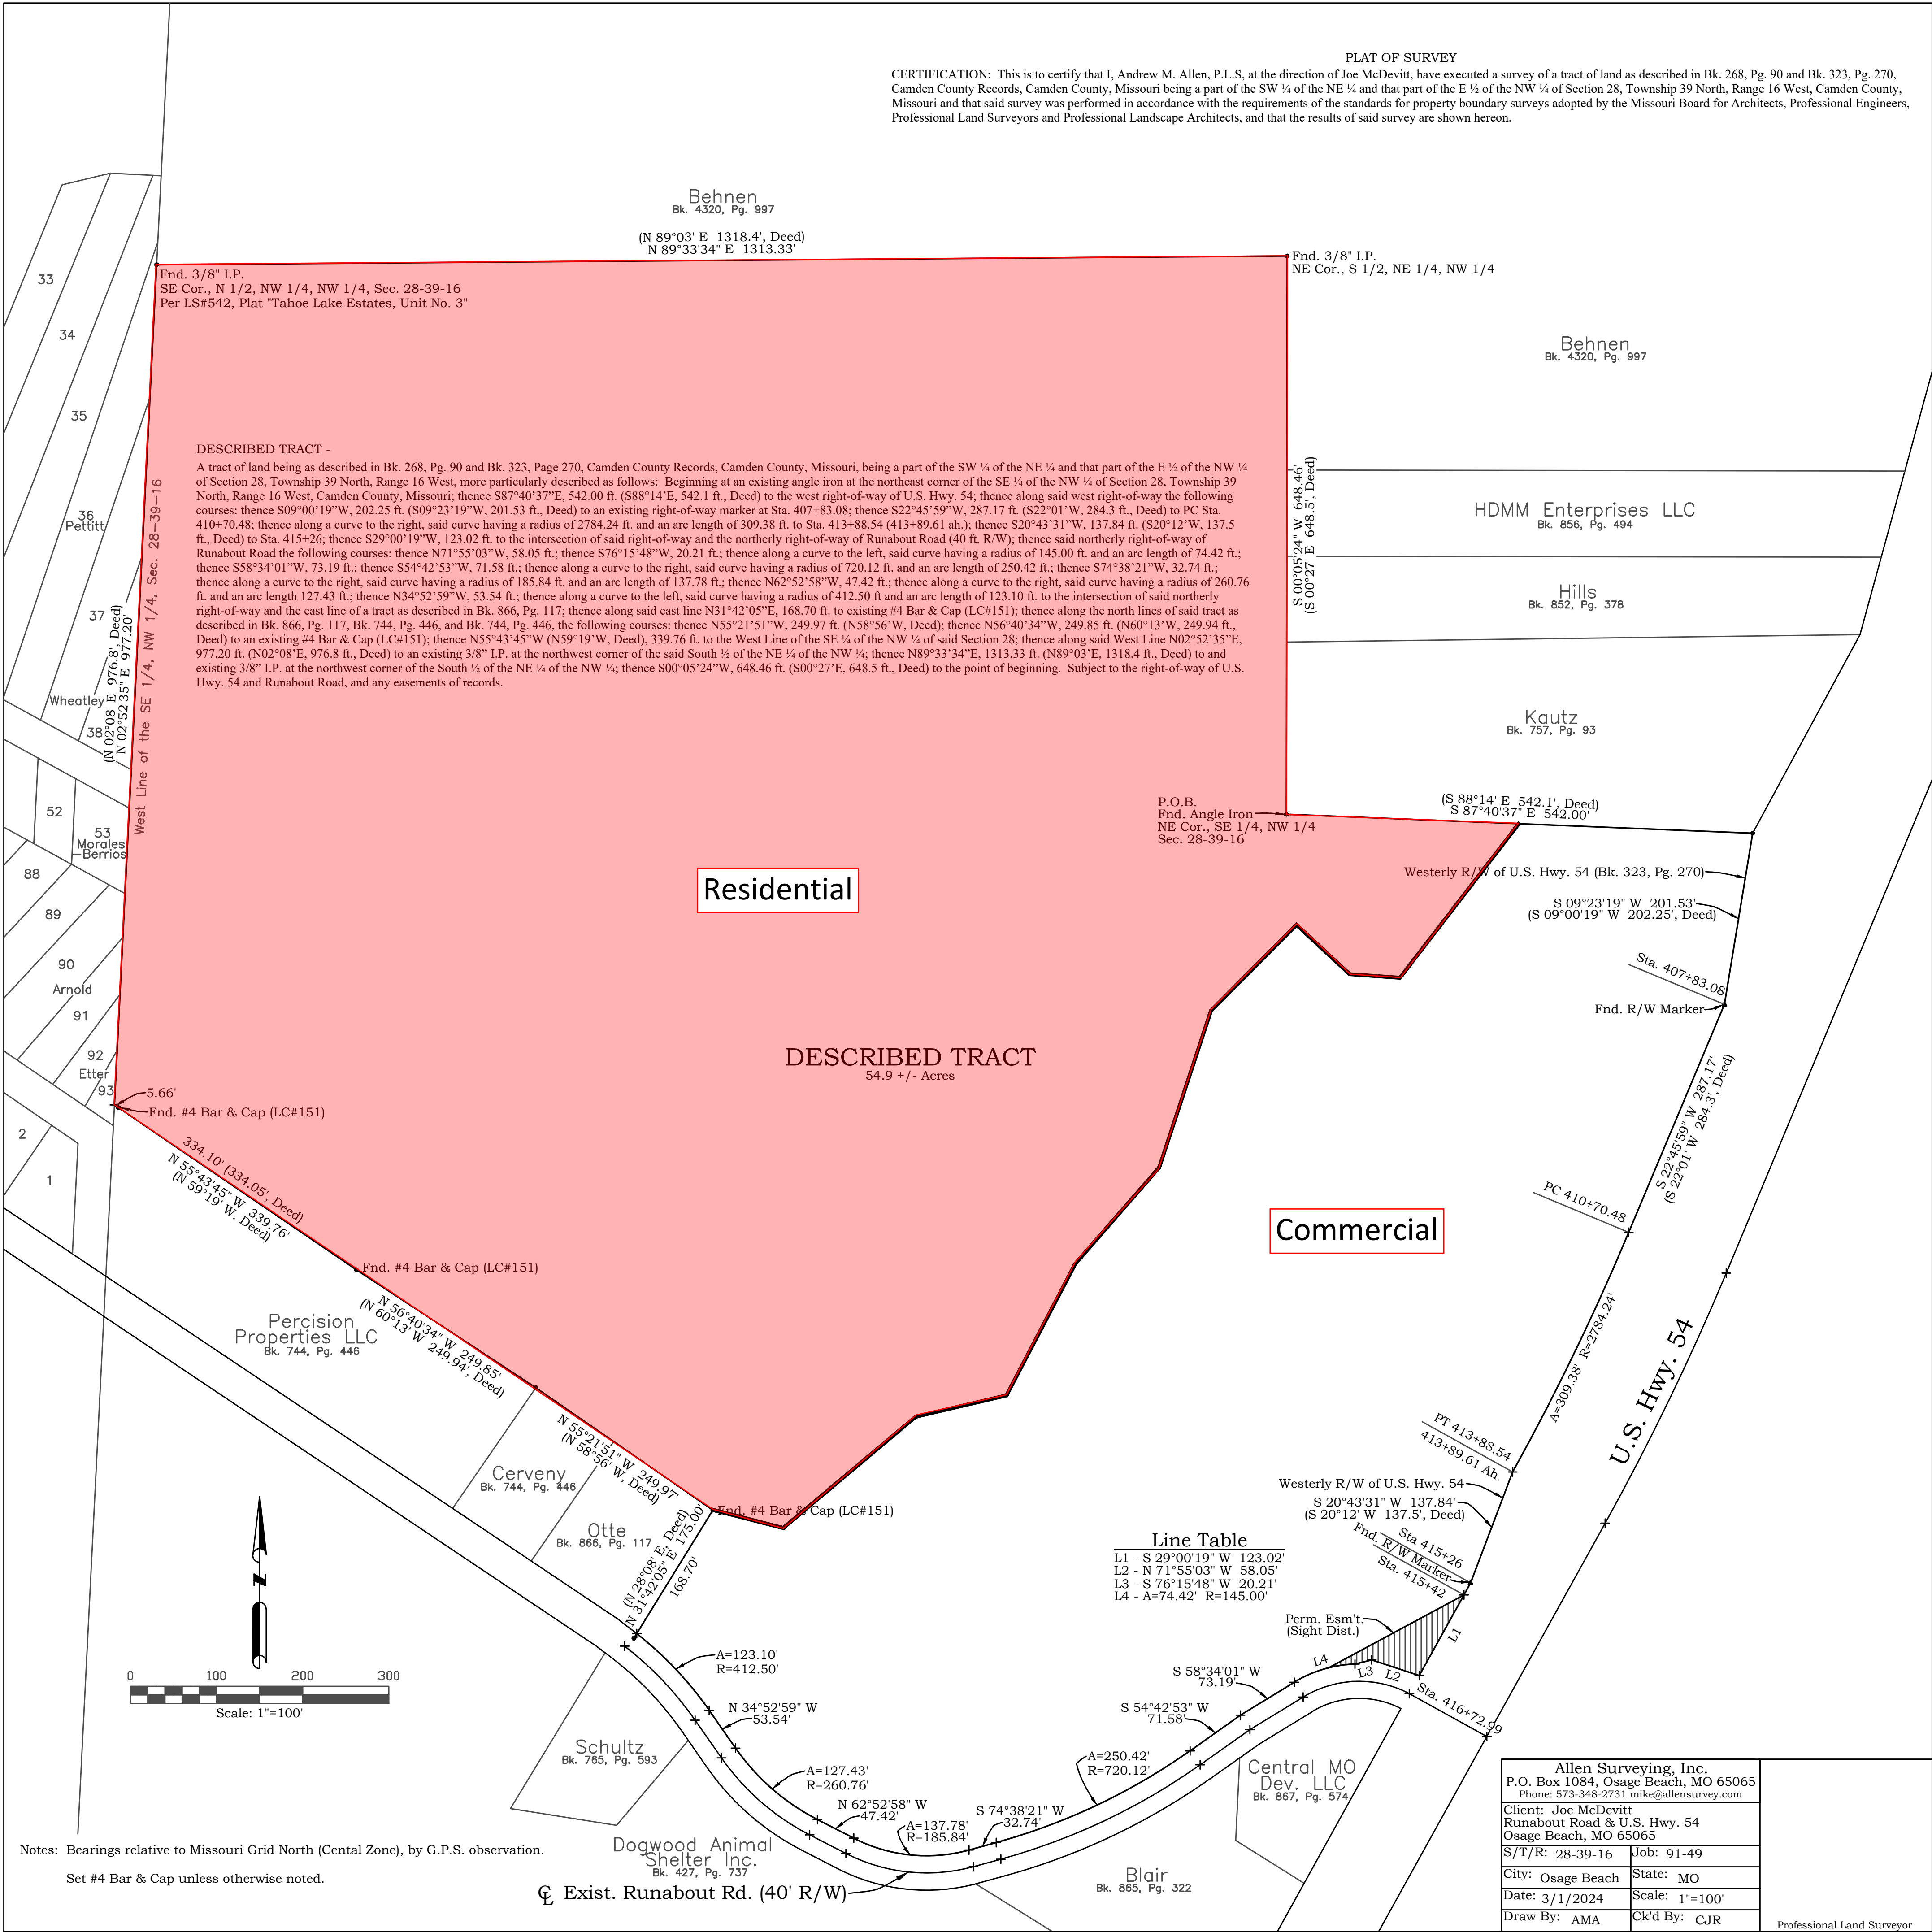 PLAT OF SURVEY
CERTIFICATION: This is to certify that I, Andrew M. Allen, P.L.S, at the direction of Joe McDevitt, have executed a survey of a tract of land as described in Bk. 268, Pg. 90 and Bk. 323, Pg. 270,
Camden County Records, Camden County, Missouri being a part of the SW ¼ of the NE ¼ and that part of the E ½ of the NW ¼ of Section 28, Township 39 North, Range 16 West, Camden County,
Missouri and that said survey was performed in accordance with the requirements of the standards for property boundary surveys adopted by the Missouri Board for Architects, Professional Engineers,
Professional Land Surveyors and Professional Landscape Architects, and that the results of said survey are shown hereon.
Behnen
Bk. 4320, Pg. 997
(N 89°03' E 1318.4', Deed)
N 89°33'34" E 1313.33'
Fnd. 3/8" I.P.
SE Cor., N 1/2, NW 1/4, NW 1/4, Sec. 28-39-16
Per LS#542, Plat "Tahoe Lake Estates, Unit No. 3"
Fnd. 3/8" I.P.
NE Cor., S 1/2, NE 1/4, NW 1/4
33
34
35
36
Pettitt
37
Wheatley
38
52
53
Morales
-Berrios
88
89
90
Arnold
91
92
Etter
93
2
1
Behnen
Bk. 4320, Pg. 997
HDMM Enterprises LLC
Bk. 856, Pg. 494
Hills
Bk. 852, Pg. 378
Kautz
Bk. 757, Pg. 93
S 00°05'24" W 648.46'
(S 00°27' E 648.5', Deed)
(N 02°08' E 976.8', Deed)
N 02°52'35" E 977.20'
West Line of the SE 1/4, NW 1/4, Sec. 28-39-16
DESCRIBED TRACT -
A tract of land being as described in Bk. 268, Pg. 90 and Bk. 323, Page 270, Camden County Records, Camden County, Missouri, being a part of the SW ¼ of the NE ¼ and that part of the E ½ of the NW ¼
of Section 28, Township 39 North, Range 16 West, more particularly described as follows: Beginning at an existing angle iron at the northeast corner of the SE ¼ of the NW ¼ of Section 28, Township 39
North, Range 16 West, Camden County, Missouri; thence S87°40'37"E, 542.00 ft. (S88°14'E, 542.1 ft., Deed) to the west right-of-way of U.S. Hwy. 54; thence along said west right-of-way the following
courses: thence S09°00'19"W, 202.25 ft. (S09°23'19"W, 201.53 ft., Deed) to an existing right-of-way marker at Sta. 407+83.08; thence S22°45'59"W, 287.17 ft. (S22°01'W, 284.3 ft., Deed) to PC Sta.
410+70.48; thence along a curve to the right, said curve having a radius of 2784.24 ft. and an arc length of 309.38 ft. to Sta. 413+88.54 (413+89.61 ah.); thence S20°43'31"W, 137.84 ft. (S20°12'W, 137.5
ft., Deed) to Sta. 415+26; thence S29°00'19"W, 123.02 ft. to the intersection of said right-of-way and the northerly right-of-way of Runabout Road (40 ft. R/W); thence said northerly right-of-way of
Runabout Road the following courses: thence N71°55'03"W, 58.05 ft.; thence S76°15'48"W, 20.21 ft.; thence along a curve to the left, said curve having a radius of 145.00 ft. and an arc length of 74.42 ft.;
thence S58°34'01"W, 73.19 ft.; thence S54°42'53"W, 71.58 ft.; thence along a curve to the right, said curve having a radius of 720.12 ft. and an arc length of 250.42 ft.; thence S74°38'21"W, 32.74 ft.;
thence along a curve to the right, said curve having a radius of 185.84 ft. and an arc length of 137.78 ft.; thence N62°52'58"W, 47.42 ft.; thence along a curve to the right, said curve having a radius of 260.76
ft. and an arc length 127.43 ft.; thence N34°52'59"W, 53.54 ft.; thence along a curve to the left, said curve having a radius of 412.50 ft and an arc length of 123.10 ft. to the intersection of said northerly
right-of-way and the east line of a tract as described in Bk. 866, Pg. 117; thence along said east line N31°42'05"E, 168.70 ft. to existing #4 Bar & Cap (LC#151); thence along the north lines of said tract as
described in Bk. 866, Pg. 117, Bk. 744, Pg. 446, and Bk. 744, Pg. 446, the following courses: thence N55°21'51"W, 249.97 ft. (N58°56'W, Deed); thence N56°40'34"W, 249.85 ft. (N60°13'W, 249.94 ft.,
Deed) to an existing #4 Bar & Cap (LC#151); thence N55°43'45"W (N59°19'W, Deed), 339.76 ft. to the West Line of the SE ¼ of the NW ¼ of said Section 28; thence along said West Line N02°52'35"E,
977.20 ft. (N02°08'E, 976.8 ft., Deed) to an existing 3/8" I.P. at the northwest corner of the said South ½ of the NE ¼ of the NW ¼; thence N89°33'34"E, 1313.33 ft. (N89°03'E, 1318.4 ft., Deed) to and
existing 3/8" I.P. at the northwest corner of the South ½ of the NE ¼ of the NW ¼; thence S00°05'24"W, 648.46 ft. (S00°27'E, 648.5 ft., Deed) to the point of beginning. Subject to the right-of-way of U.S.
Hwy. 54 and Runabout Road, and any easements of records.
P.O.B.
Fnd. Angle Iron
NE Cor., SE 1/4, NW 1/4
Sec. 28-39-16
(S 88°14' E 542.1', Deed)
S 87°40'37" E 542.00'
Westerly R/W of U.S. Hwy. 54 (Bk. 323, Pg. 270)
S 09°23'19" W 201.53'
(S 09°00'19" W 202.25', Deed)
Sta. 407+83.08
Fnd. R/W Marker
S 22°45'59" W 287.17'
(S 22°01' W 284.3', Deed)
PC 410+70.48
Residential
DESCRIBED TRACT
54.9 +/- Acres
Commercial
5.66'
Fnd. #4 Bar & Cap (LC#151)
334.10' (334.05', Deed)
N 55°43'45" W 339.76'
(N 59°19' W, Deed)
Fnd. #4 Bar & Cap (LC#151)
N 56°40'34" W 249.85'
(N 60°13' W 249.94', Deed)
N 55°21'51" W 249.97'
(N 58°56' W, Deed)
Fnd. #4 Bar & Cap (LC#151)
Percision
Properties LLC
Bk. 744, Pg. 446
Cerveny
Bk. 744, Pg. 446
Otte
Bk. 866, Pg. 117
(N 28°08' E, Deed)
N 31°42'05" E 175.00'
168.70'
A=309.38' R=2784.24'
U.S. Hwy. 54
PT 413+88.54
413+89.61 Ah.
Westerly R/W of U.S. Hwy. 54
S 20°43'31" W 137.84'
(S 20°12' W 137.5', Deed)
Sta 415+26
Fnd. R/W Marker
Sta. 415+42
Line Table
L1 - S 29°00'19" W 123.02'
L2 - N 71°55'03" W 58.05'
L3 - S 76°15'48" W 20.21'
L4 - A=74.42' R=145.00'
Perm. Esm't.
(Sight Dist.)
L1
L4
L3
L2
Sta. 416+72.99
N
0 100 200 300
Scale: 1"=100'
A=123.10'
R=412.50'
N 34°52'59" W
53.54'
A=127.43'
R=260.76'
N 62°52'58" W
47.42'
A=137.78'
R=185.84'
S 74°38'21" W
32.74'
A=250.42'
R=720.12'
S 54°42'53" W
71.58'
S 58°34'01" W
73.19'
Schultz
Bk. 765, Pg. 593
Dogwood Animal
Shelter Inc.
Bk. 427, Pg. 737
Central MO
Dev. LLC
Bk. 867, Pg. 574
Blair
Bk. 865, Pg. 322
℄ Exist. Runabout Rd. (40' R/W)
Notes: Bearings relative to Missouri Grid North (Cental Zone), by G.P.S. observation.
Set #4 Bar & Cap unless otherwise noted.
Allen Surveying, Inc.
P.O. Box 1084, Osage Beach, MO 65065
Phone: 573-348-2731 mike@allensurvey.com
Client: Joe McDevitt
Runabout Road & U.S. Hwy. 54
Osage Beach, MO 65065
S/T/R: 28-39-16 Job: 91-49
City: Osage Beach State: MO
Date: 3/1/2024 Scale: 1"=100'
Draw By: AMA Ck'd By: CJR
Professional Land Surveyor